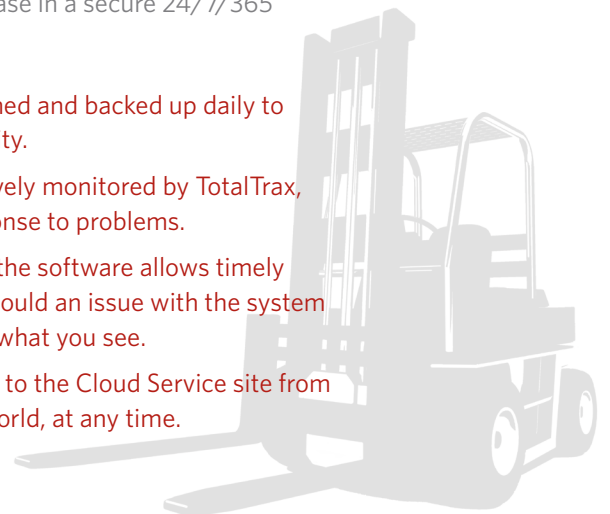 ase in a secure 24/7/365
ned and backed up daily to
ity.
vely monitored by TotalTrax,
onse to problems.
the software allows timely
ould an issue with the system
what you see.
to the Cloud Service site from
orld, at any time.